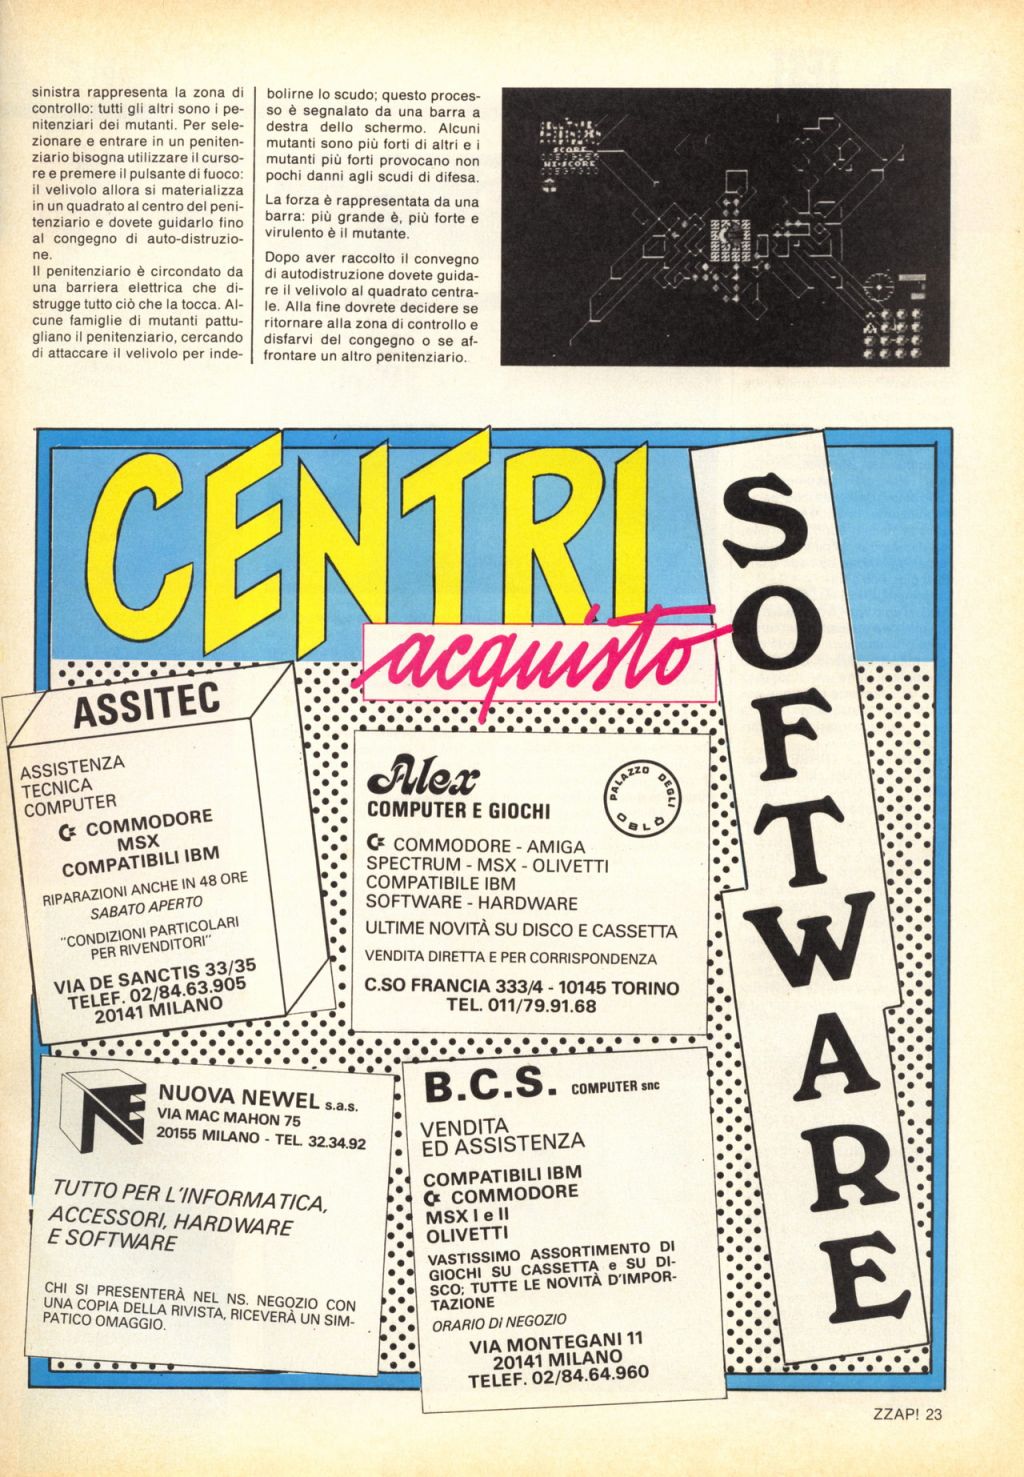 sinistra rappresenta la zona di
controllo: tutti gli altri sono i pe-
nitenziari dei mutanti. Per sele-
zionare e entrare in un peniten-
ziario bisogna utilizzare il curso-
re e premere il pulsante di fuoco:
il velivolo allora si materializza
in un quadrato al centro del peni-
tenziario e dovete guidarlo fino
al congegno di auto-distruzio-
ne.
Il penitenziario è circondato da
una barriera elettrica che di-
strugge tutto ciò che la tocca. Al-
cune famiglie di mutanti pattu-
gliano il penitenziario, cercando
di attaccare il velivolo per inde-
bolirne lo scudo; questo proces-
so è segnalato da una barra a
destra dello schermo. Alcuni
mutanti sono più forti di altri e i
mutanti più forti provocano non
pochi danni agli scudi di difesa.
La forza è rappresentata da una
barra: più grande è, più forte e
virulento è il mutante.
Dopo aver raccolto il convegno
di autodistruzione dovete guida-
re il velivolo al quadrato centra-
le. Alla fine dovrete decidere se
ritornare alla zona di controllo e
disfarvi del congegno o se af-
frontare un altro penitenziario.
SCORE
HI-SCORE
CENTRI
acquisto
SOFTWARE
ASSITEC
ASSISTENZA
TECNICA
COMPUTER
COMMODORE
MSX
COMPATIBILI IBM
RIPARAZIONI ANCHE IN 48 ORE
SABATO APERTO
"CONDIZIONI PARTICOLARI
PER RIVENDITORI"
VIA DE SANCTIS 33/35
TELEF. 02/84.63.905
20141 MILANO
Alex
COMPUTER E GIOCHI
PALAZZO DEGLI OBLÒ
COMMODORE - AMIGA
SPECTRUM - MSX - OLIVETTI
COMPATIBILE IBM
SOFTWARE - HARDWARE
ULTIME NOVITÀ SU DISCO E CASSETTA
VENDITA DIRETTA E PER CORRISPONDENZA
C.SO FRANCIA 333/4 - 10145 TORINO
TEL. 011/79.91.68
NE
NUOVA NEWEL s.a.s.
VIA MAC MAHON 75
20155 MILANO - TEL. 32.34.92
TUTTO PER L'INFORMATICA,
ACCESSORI, HARDWARE
E SOFTWARE
CHI SI PRESENTERÀ NEL NS. NEGOZIO CON
UNA COPIA DELLA RIVISTA, RICEVERÀ UN SIM-
PATICO OMAGGIO.
B.C.S. COMPUTER snc
VENDITA
ED ASSISTENZA
COMPATIBILI IBM
COMMODORE
MSX I e II
OLIVETTI
VASTISSIMO ASSORTIMENTO DI
GIOCHI SU CASSETTA e SU DI-
SCO; TUTTE LE NOVITÀ D'IMPOR-
TAZIONE
ORARIO DI NEGOZIO
VIA MONTEGANI 11
20141 MILANO
TELEF. 02/84.64.960
ZZAP! 23